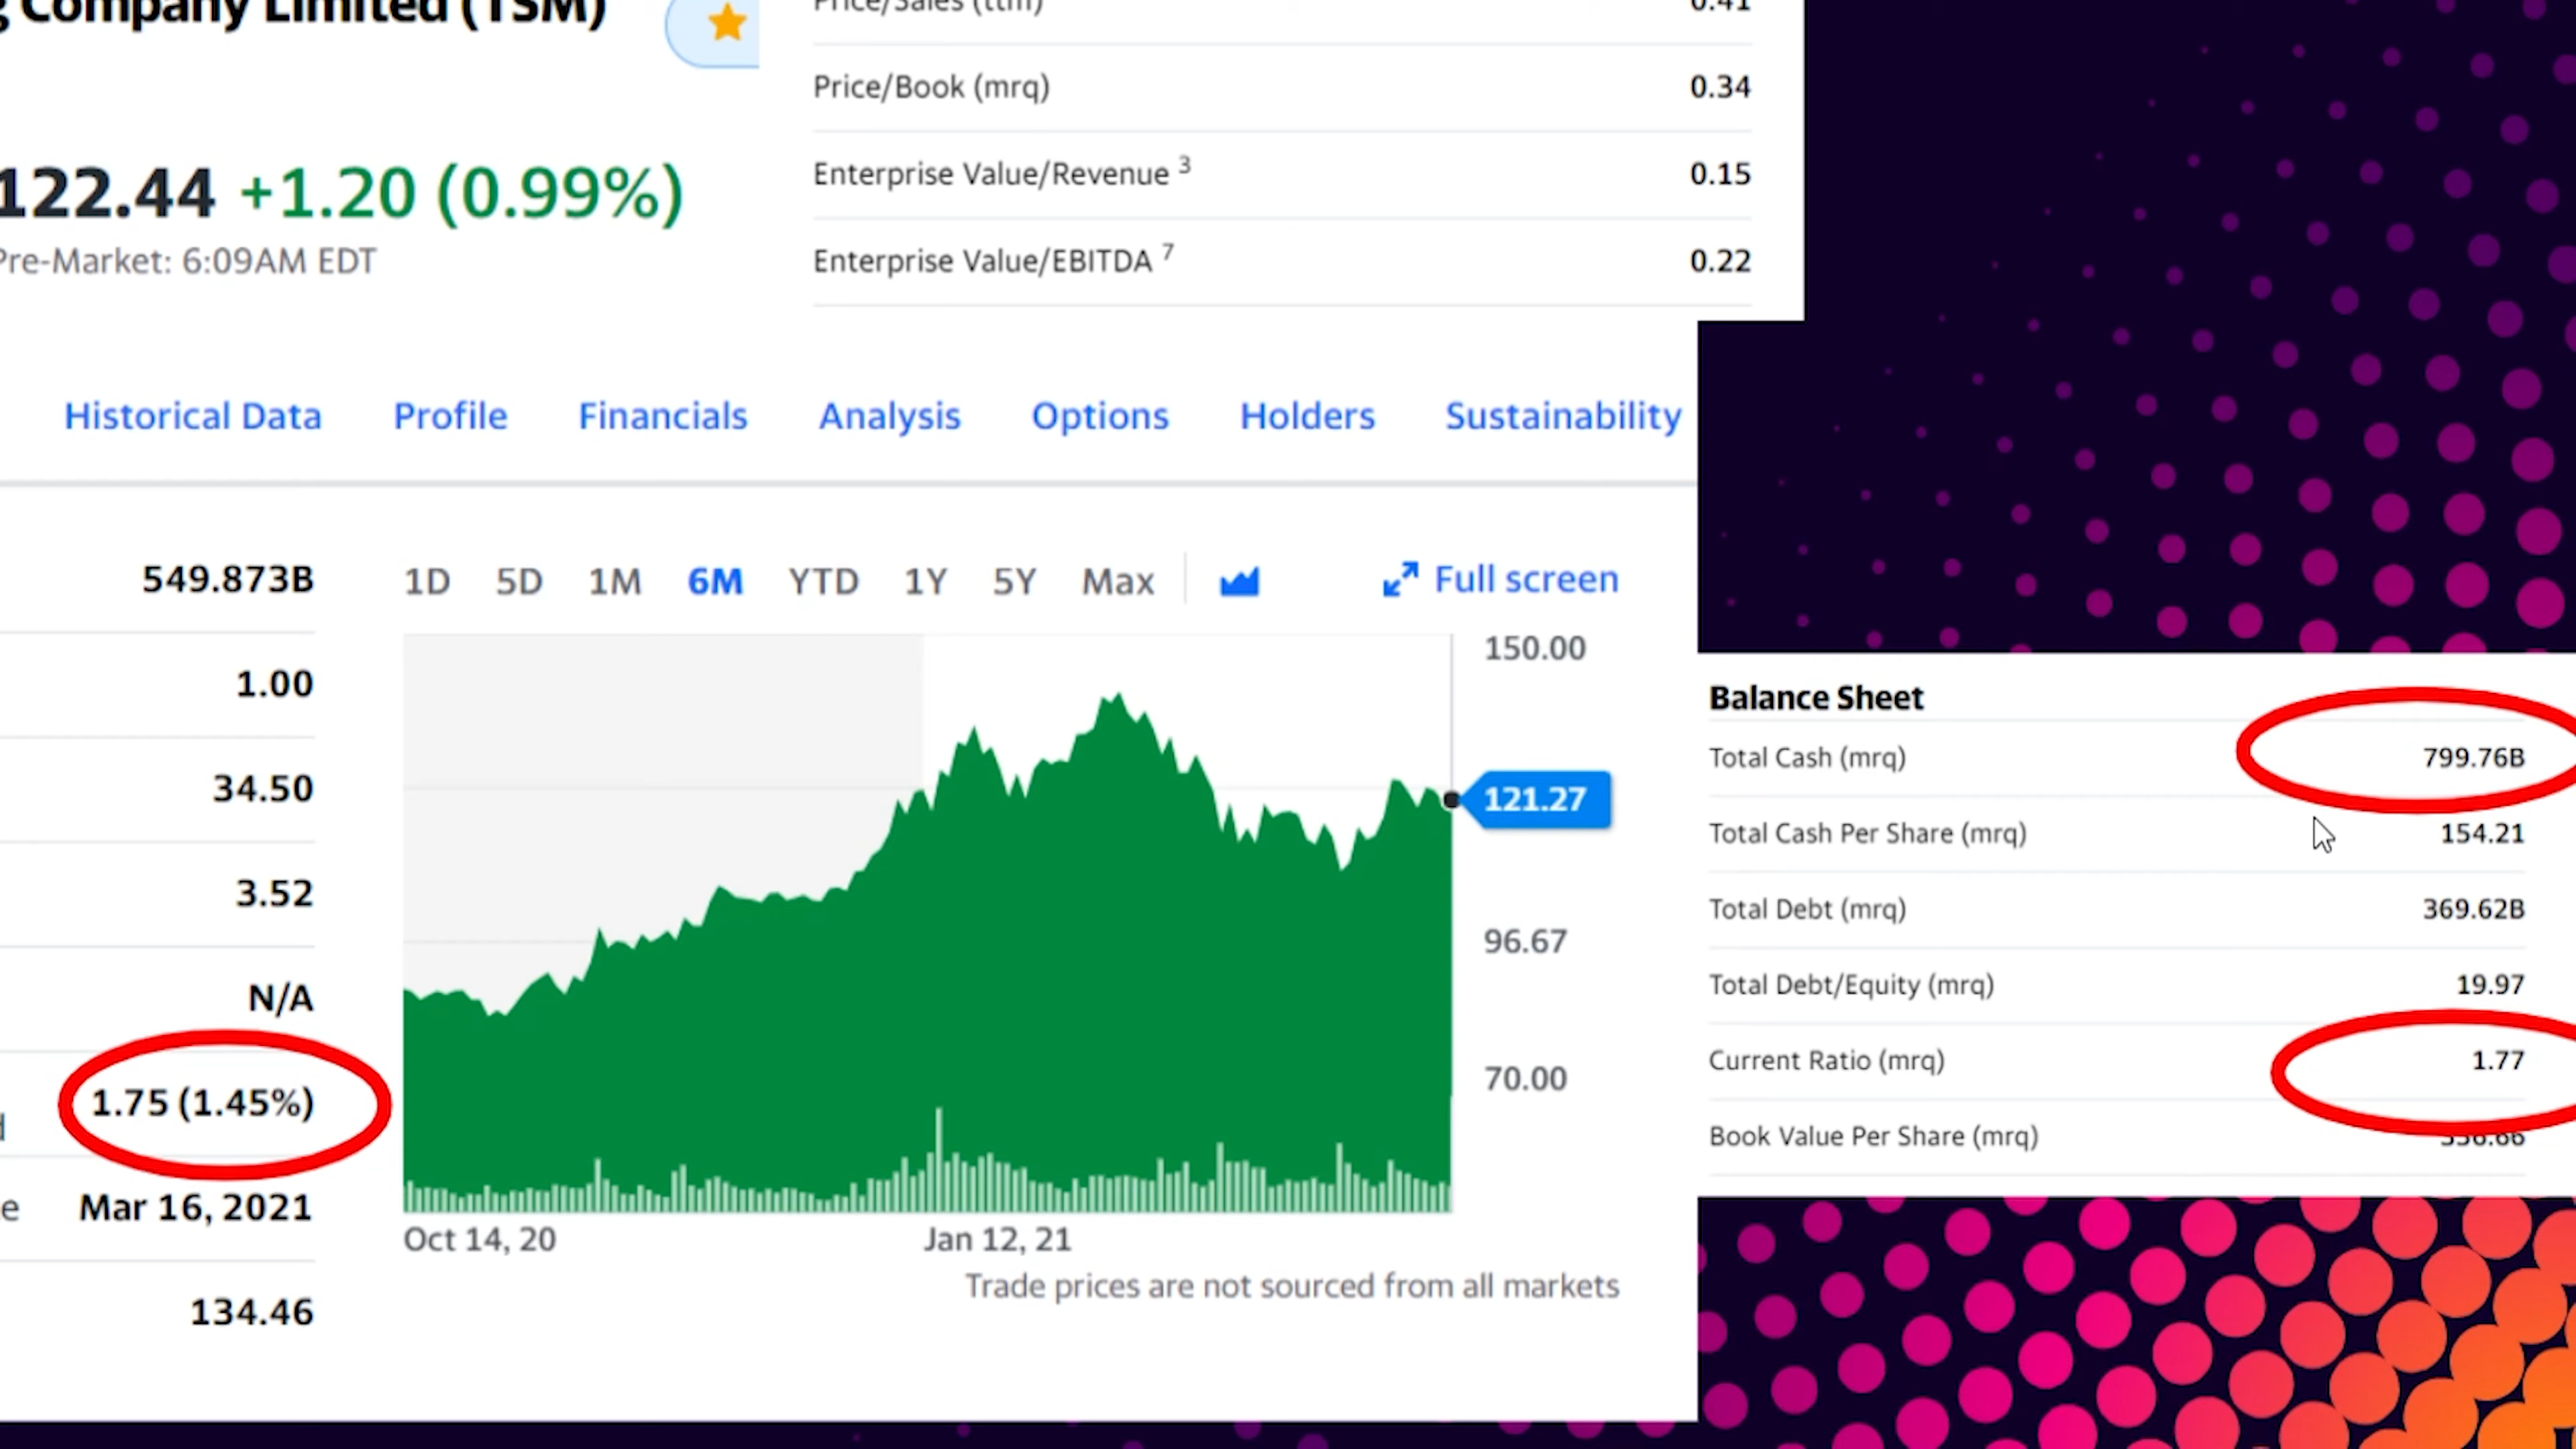 Company Limited (TSM)
122.44 +1.20 (0.99%)
Pre-Market: 6:09AM EDT
Price/Sales (ttm) 0.41
Price/Book (mrq) 0.34
Enterprise Value/Revenue 3 0.15
Enterprise Value/EBITDA 7 0.22
Historical Data Profile Financials Analysis Options Holders Sustainability
549.873B
1.00
34.50
3.52
N/A
1.75 (1.45%)
Mar 16, 2021
134.46
1D 5D 1M 6M YTD 1Y 5Y Max Full screen
150.00
121.27
96.67
70.00
Oct 14, 20 Jan 12, 21
Trade prices are not sourced from all markets
Balance Sheet
Total Cash (mrq) 799.76B
Total Cash Per Share (mrq) 154.21
Total Debt (mrq) 369.62B
Total Debt/Equity (mrq) 19.97
Current Ratio (mrq) 1.77
Book Value Per Share (mrq)